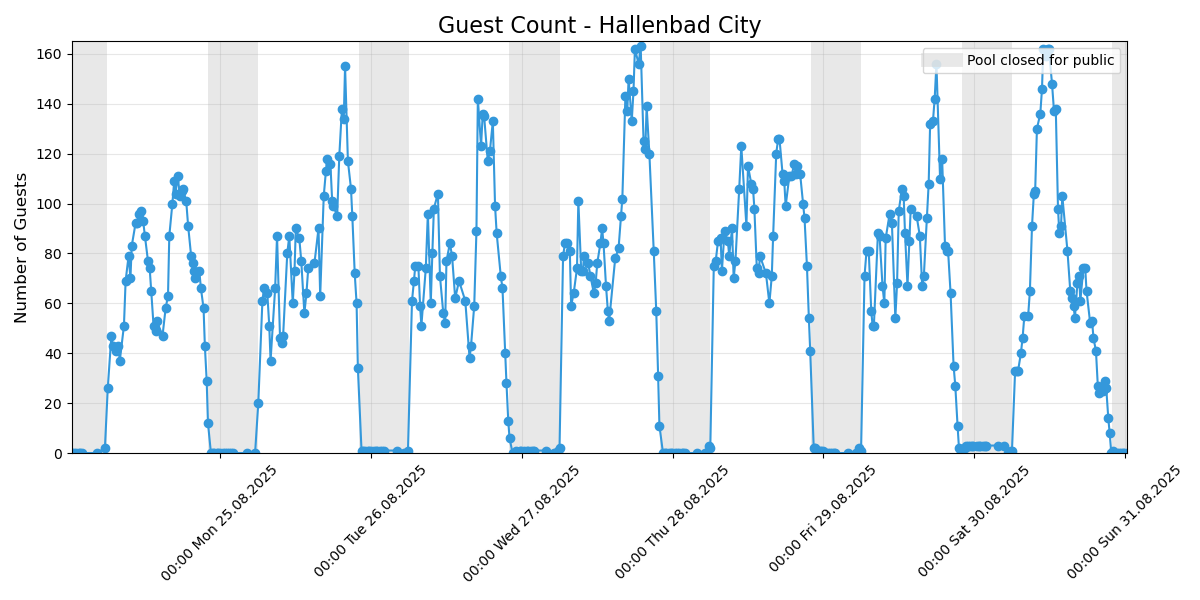 Guest Count - Hallenbad City
Pool closed for public
Number of Guests
160
140
120
100
80
60
40
20
0
00:00 Mon 25.08.2025
00:00 Tue 26.08.2025
00:00 Wed 27.08.2025
00:00 Thu 28.08.2025
00:00 Fri 29.08.2025
00:00 Sat 30.08.2025
00:00 Sun 31.08.2025